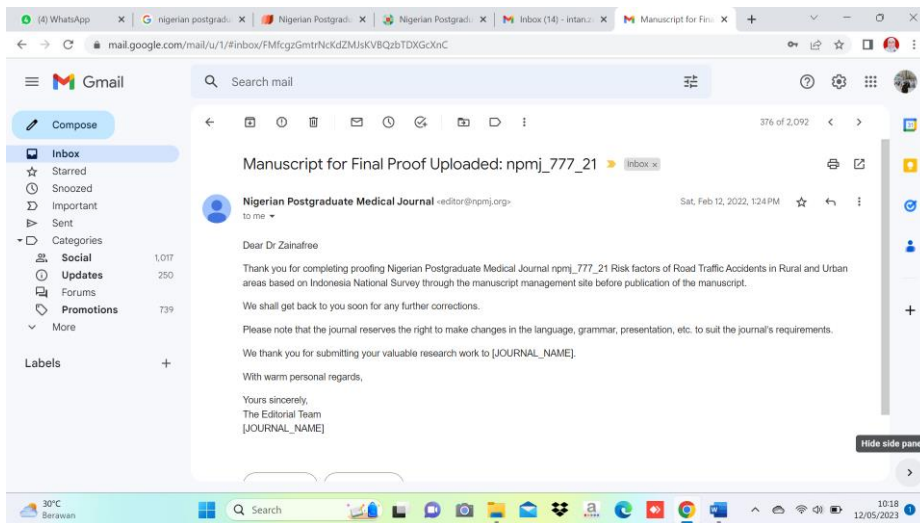 (4) WhatsApp
nigerian postgradu
Nigerian Postgradu
Nigerian Postgradu
Inbox (14) - intan.z
Manuscript for Fina
mail.google.com/mail/u/1/#inbox/FMfcgzGmtrNcKdZMJsKVBQzbTDXGcXnC
Gmail
Search mail
Compose
376 of 2,092
Inbox
Starred
Snoozed
Important
Sent
Categories
Social 1,017
Updates 250
Forums
Promotions 739
More
Labels
Manuscript for Final Proof Uploaded: npmj_777_21 Inbox x
Nigerian Postgraduate Medical Journal <editor@npmj.org> Sat, Feb 12, 2022, 1:24 PM
to me
Dear Dr Zainafree
Thank you for completing proofing Nigerian Postgraduate Medical Journal npmj_777_21 Risk factors of Road Traffic Accidents in Rural and Urban
areas based on Indonesia National Survey through the manuscript management site before publication of the manuscript.
We shall get back to you soon for any further corrections.
Please note that the journal reserves the right to make changes in the language, grammar, presentation, etc. to suit the journal's requirements.
We thank you for submitting your valuable research work to [JOURNAL_NAME].
With warm personal regards,
Yours sincerely,
The Editorial Team
[JOURNAL_NAME]
Hide side pane
30°C
Berawan
Search
10:18
12/05/2023